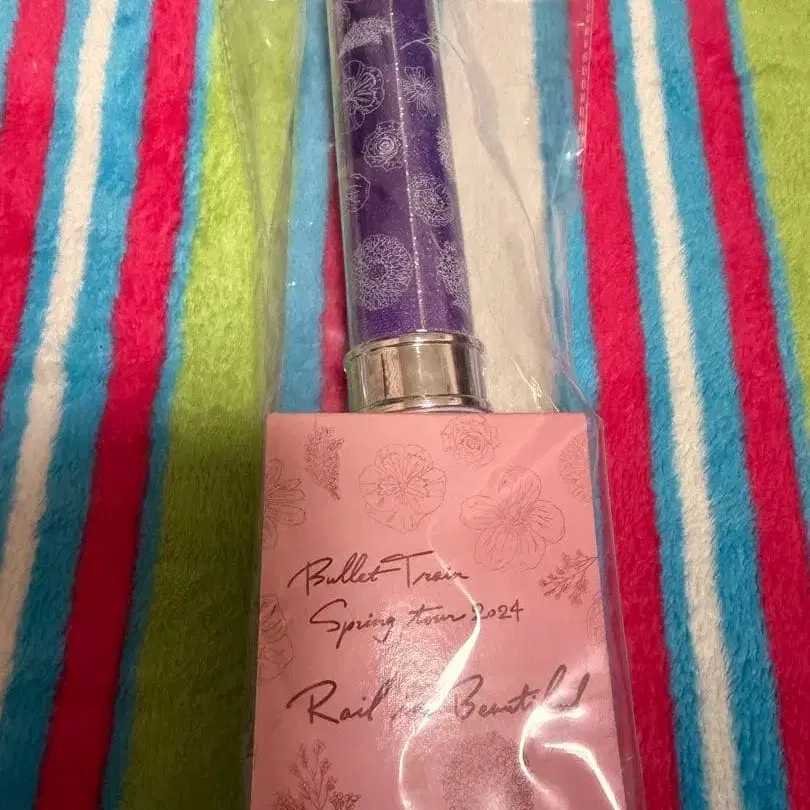 Bullet Train
Spring tour 2024
Rail is Beautiful